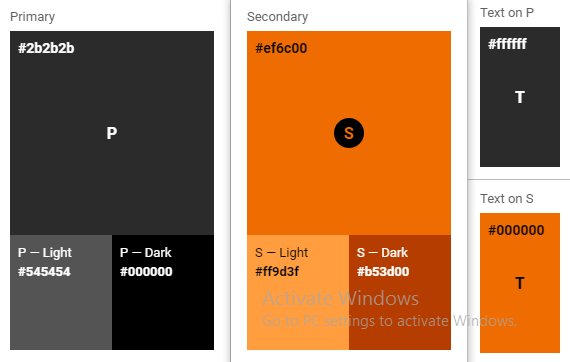 Primary
#2b2b2b
P
P — Light
#545454
P — Dark
#000000
Secondary
#ef6c00
S
S — Light
#ff9d3f
S — Dark
#b53d00
Text on P
#ffffff
T
Text on S
#000000
T
Activate Windows
Go to PC settings to activate Windows.